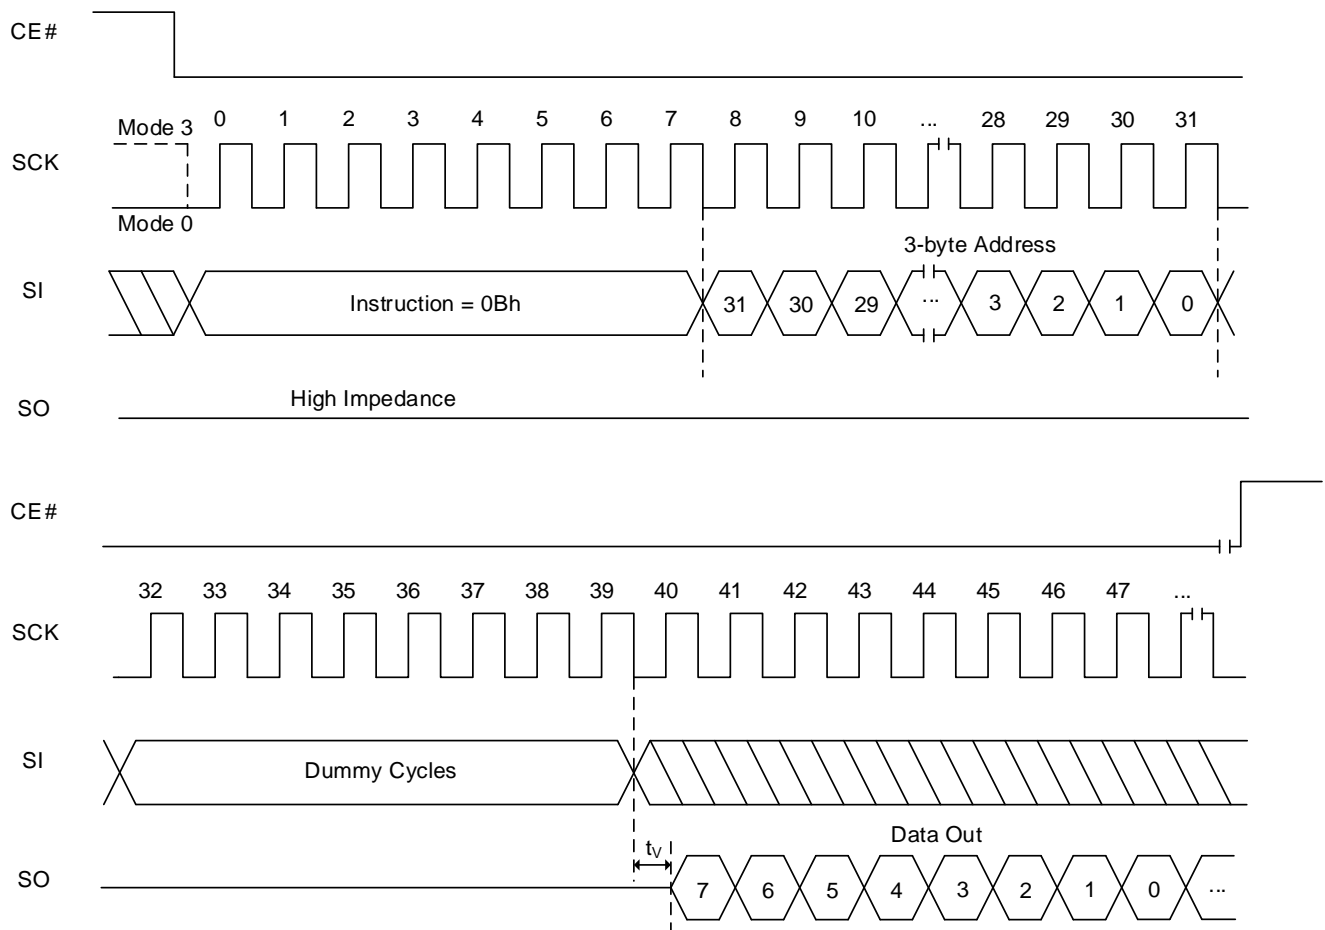 CE#
Mode 3 0 1 2 3 4 5 6 7 8 9 10 ... 28 29 30 31
SCK
Mode 0
3-byte Address
SI Instruction = 0Bh 31 30 29 ... 3 2 1 0
High Impedance
SO
CE#
32 33 34 35 36 37 38 39 40 41 42 43 44 45 46 47 ...
SCK
SI Dummy Cycles
Data Out
tV
SO 7 6 5 4 3 2 1 0 ...